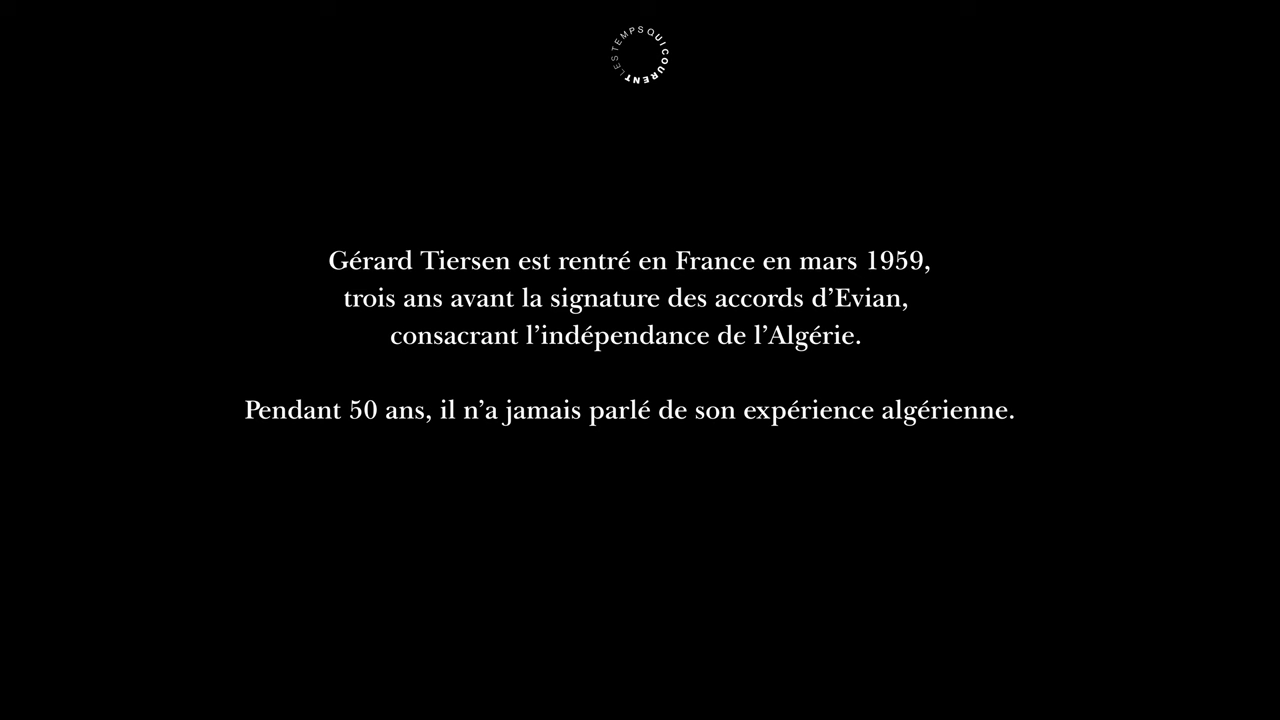 LES TEMPS QUI COURENT
Gérard Tiersen est rentré en France en mars 1959,
trois ans avant la signature des accords d’Evian,
consacrant l’indépendance de l’Algérie.
Pendant 50 ans, il n’a jamais parlé de son expérience algérienne.